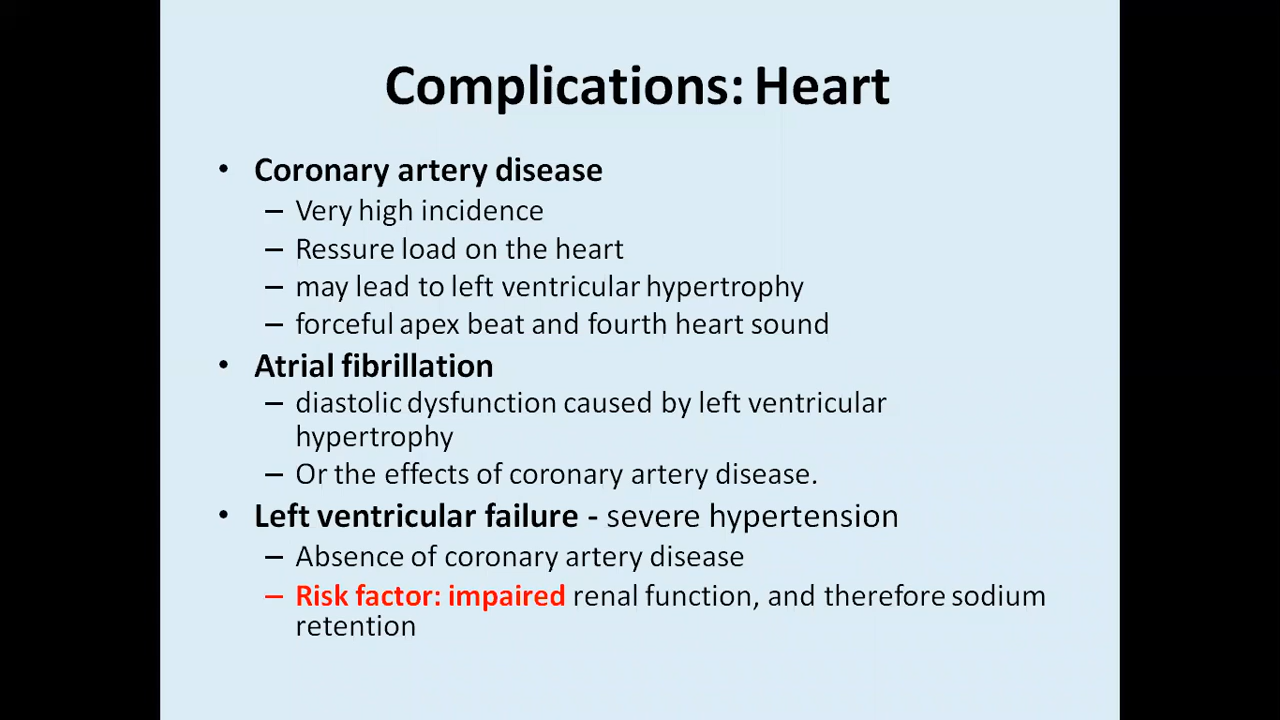 Complications: Heart
• Coronary artery disease
– Very high incidence
– Ressure load on the heart
– may lead to left ventricular hypertrophy
– forceful apex beat and fourth heart sound
• Atrial fibrillation
– diastolic dysfunction caused by left ventricular
hypertrophy
– Or the effects of coronary artery disease.
• Left ventricular failure - severe hypertension
– Absence of coronary artery disease
– Risk factor: impaired renal function, and therefore sodium
retention